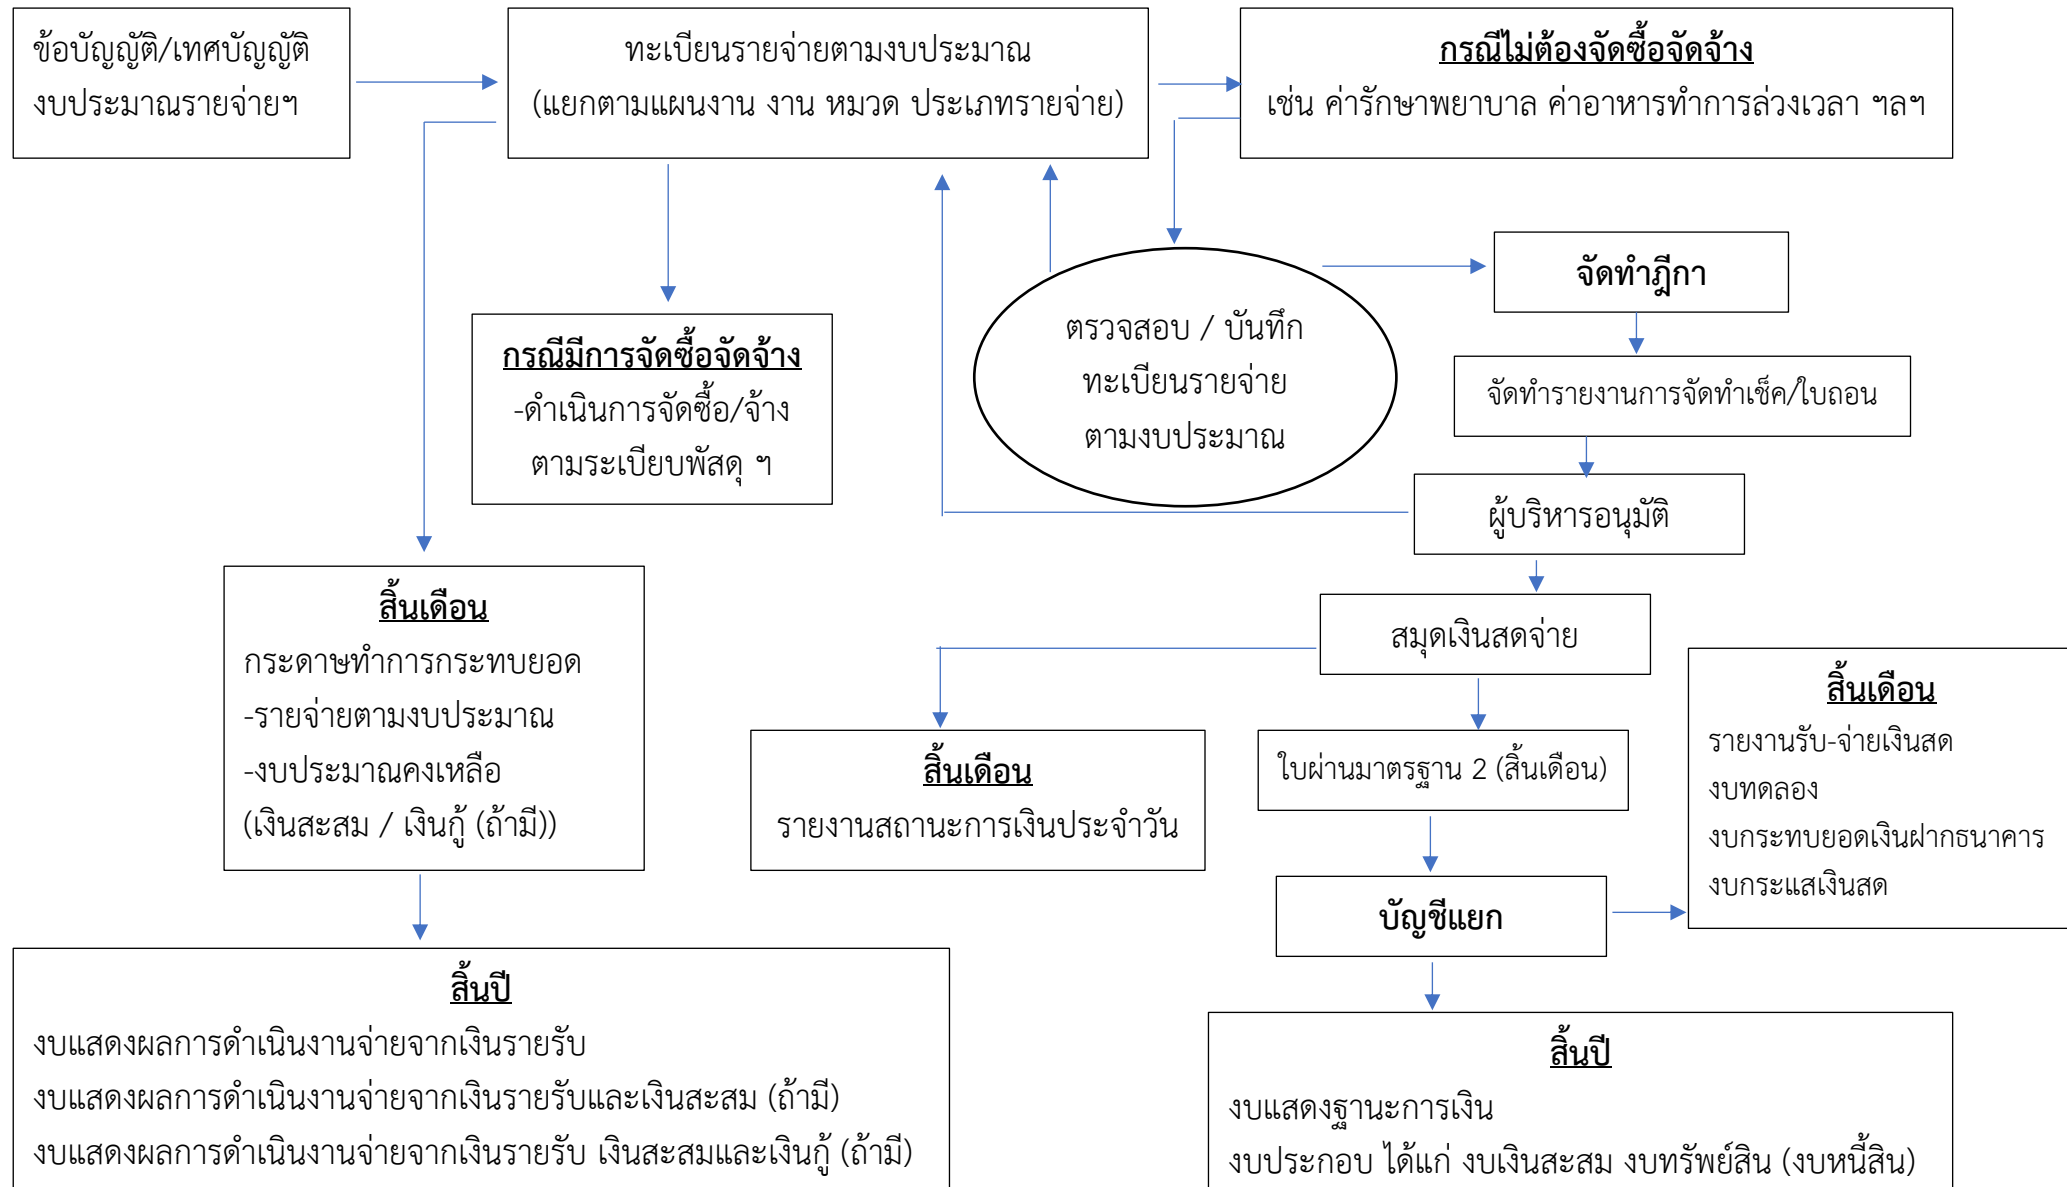 ข้อบัญญัติ/เทศบัญญัติ
งบประมาณรายจ่ายฯ
ทะเบียนรายจ่ายตามงบประมาณ
(แยกตามแผนงาน งาน หมวด ประเภทรายจ่าย)
กรณีไม่ต้องจัดซื้อจัดจ้าง
เช่น ค่ารักษาพยาบาล ค่าอาหารทำการล่วงเวลา ฯลฯ
กรณีมีการจัดซื้อจัดจ้าง
-ดำเนินการจัดซื้อ/จ้าง
ตามระเบียบพัสดุ ฯ
ตรวจสอบ / บันทึก
ทะเบียนรายจ่าย
ตามงบประมาณ
จัดทำฎีกา
จัดทำรายงานการจัดทำเช็ค/ใบถอน
ผู้บริหารอนุมัติ
สมุดเงินสดจ่าย
สิ้นเดือน
กระดาษทำการกระทบยอด
-รายจ่ายตามงบประมาณ
-งบประมาณคงเหลือ
(เงินสะสม / เงินกู้ (ถ้ามี))
สิ้นเดือน
รายงานสถานะการเงินประจำวัน
ใบผ่านมาตรฐาน 2 (สิ้นเดือน)
สิ้นเดือน
รายงานรับ-จ่ายเงินสด
งบทดลอง
งบกระทบยอดเงินฝากธนาคาร
งบกระแสเงินสด
บัญชีแยก
สิ้นปี
งบแสดงผลการดำเนินงานจ่ายจากเงินรายรับ
งบแสดงผลการดำเนินงานจ่ายจากเงินรายรับและเงินสะสม (ถ้ามี)
งบแสดงผลการดำเนินงานจ่ายจากเงินรายรับ เงินสะสมและเงินกู้ (ถ้ามี)
สิ้นปี
งบแสดงฐานะการเงิน
งบประกอบ ได้แก่ งบเงินสะสม งบทรัพย์สิน (งบหนี้สิน)